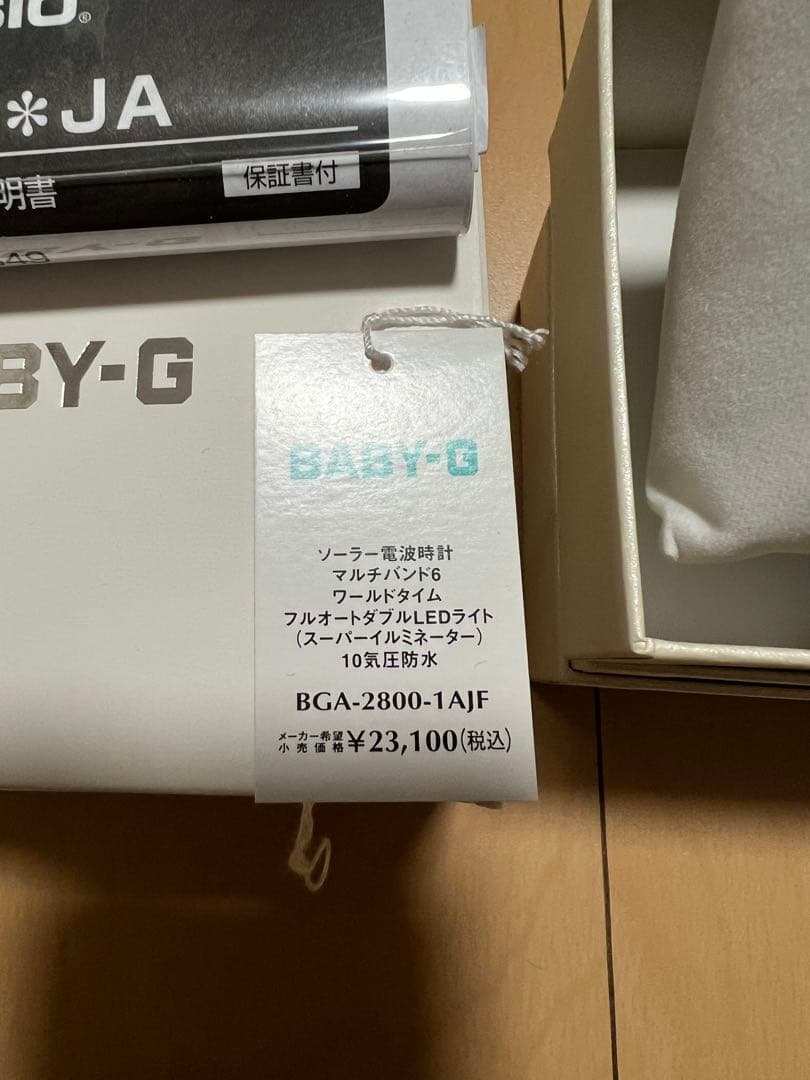 *JA
明書
保証書付
BY-G
BABY-G
ソーラー電波時計
マルチバンド6
ワールドタイム
フルオートダブルLEDライト
(スーパーイルミネーター)
10気圧防水
BGA-2800-1AJF
メーカー希望
小売価格 ¥23,100(税込)